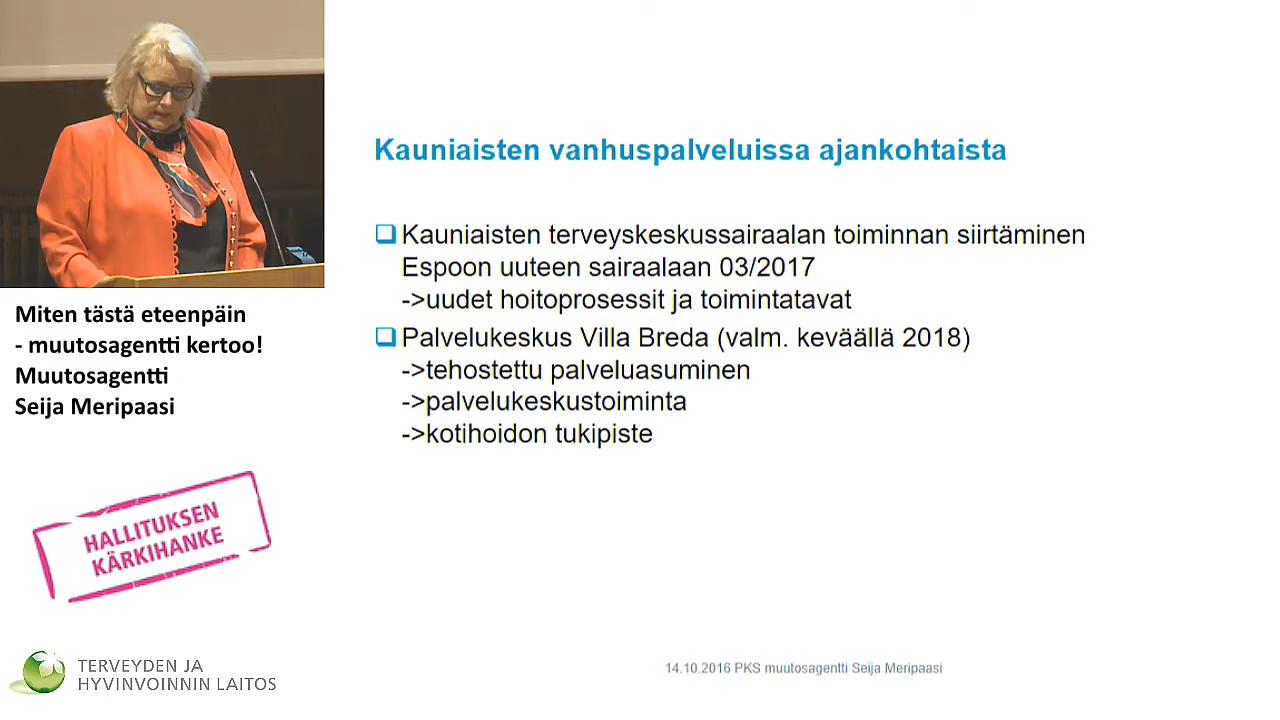 Kauniaisten vanhuspalveluissa ajankohtaista
Kauniaisten terveyskeskussairaalan toiminnan siirtäminen
Espoon uuteen sairaalaan 03/2017
->uudet hoitoprosessit ja toimintatavat
Palvelukeskus Villa Breda (valm. keväällä 2018)
->tehostettu palveluasuminen
->palvelukeskustoiminta
->kotihoidon tukipiste
Miten tästä eteenpäin
- muutosagentti kertoo!
Muutosagentti
Seija Meripaasi
HALLITUKSEN
KÄRKIHANKE
TERVEYDEN JA
HYVINVOINNIN LAITOS
14.10.2016 PKS muutosagentti Seija Meripaasi